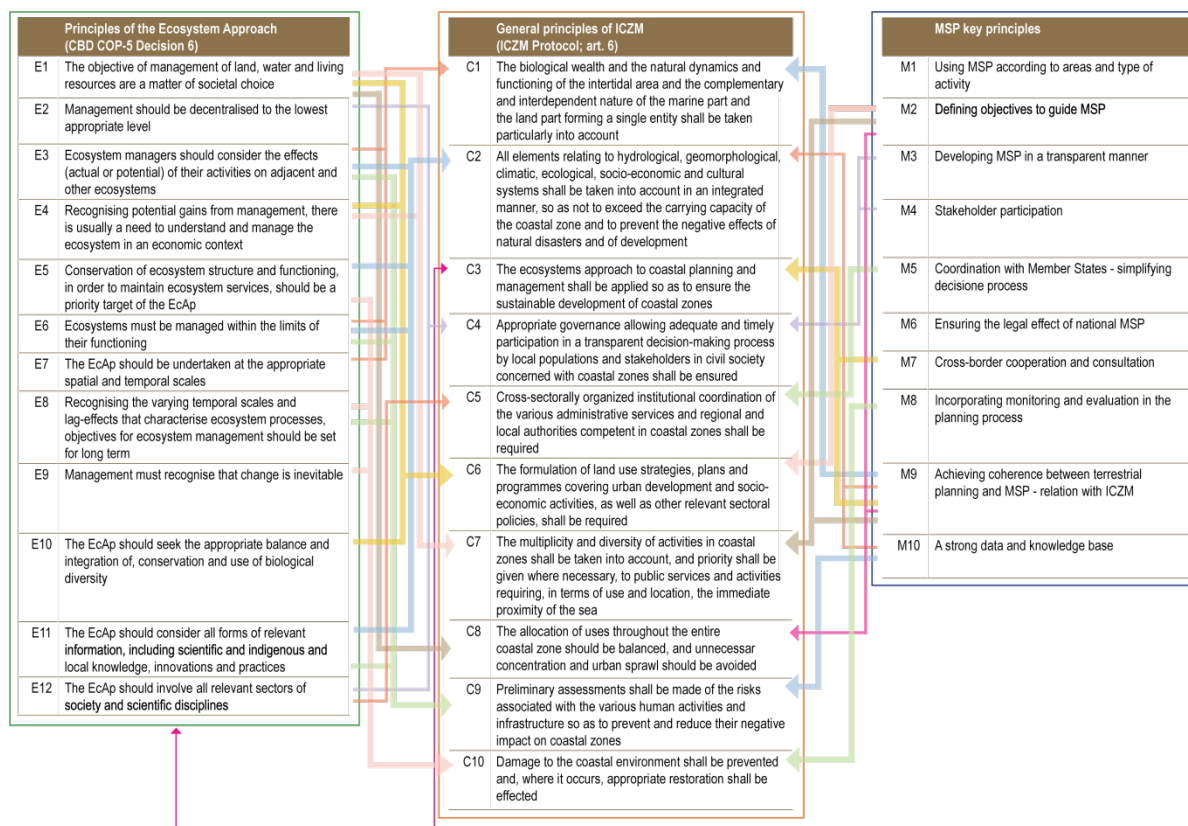 Principles of the Ecosystem Approach
(CBD COP-5 Decision 6)
E1 The objective of management of land, water and living
resources are a matter of societal choice
E2 Management should be decentralised to the lowest
appropriate level
E3 Ecosystem managers should consider the effects
(actual or potential) of their activities on adjacent and
other ecosystems
E4 Recognising potential gains from management, there
is usually a need to understand and manage the
ecosystem in an economic context
E5 Conservation of ecosystem structure and functioning,
in order to maintain ecosystem services, should be a
priority target of the EcAp
E6 Ecosystems must be managed within the limits of
their functioning
E7 The EcAp should be undertaken at the appropriate
spatial and temporal scales
E8 Recognising the varying temporal scales and
lag-effects that characterise ecosystem processes,
objectives for ecosystem management should be set
for long term
E9 Management must recognise that change is inevitable
E10 The EcAp should seek the appropriate balance and
integration of, conservation and use of biological
diversity
E11 The EcAp should consider all forms of relevant
information, including scientific and indigenous and
local knowledge, innovations and practices
E12 The EcAp should involve all relevant sectors of
society and scientific disciplines
General principles of ICZM
(ICZM Protocol; art. 6)
C1 The biological wealth and the natural dynamics and
functioning of the intertidal area and the complementary
and interdependent nature of the marine part and
the land part forming a single entity shall be taken
particularly into account
C2 All elements relating to hydrological, geomorphological,
climatic, ecological, socio-economic and cultural
systems shall be taken into account in an integrated
manner, so as not to exceed the carrying capacity of
the coastal zone and to prevent the negative effects of
natural disasters and of development
C3 The ecosystems approach to coastal planning and
management shall be applied so as to ensure the
sustainable development of coastal zones
C4 Appropriate governance allowing adequate and timely
participation in a transparent decision-making process
by local populations and stakeholders in civil society
concerned with coastal zones shall be ensured
C5 Cross-sectorally organized institutional coordination of
the various administrative services and regional and
local authorities competent in coastal zones shall be
required
C6 The formulation of land use strategies, plans and
programmes covering urban development and socio-
economic activities, as well as other relevant sectoral
policies, shall be required
C7 The multiplicity and diversity of activities in coastal
zones shall be taken into account, and priority shall be
given where necessary, to public services and activities
requiring, in terms of use and location, the immediate
proximity of the sea
C8 The allocation of uses throughout the entire
coastal zone should be balanced, and unnecessar
concentration and urban sprawl should be avoided
C9 Preliminary assessments shall be made of the risks
associated with the various human activities and
infrastructure so as to prevent and reduce their negative
impact on coastal zones
C10 Damage to the coastal environment shall be prevented
and, where it occurs, appropriate restoration shall be
effected
MSP key principles
M1 Using MSP according to areas and type of
activity
M2 Defining objectives to guide MSP
M3 Developing MSP in a transparent manner
M4 Stakeholder participation
M5 Coordination with Member States - simplifying
decisione process
M6 Ensuring the legal effect of national MSP
M7 Cross-border cooperation and consultation
M8 Incorporating monitoring and evaluation in the
planning process
M9 Achieving coherence between terrestrial
planning and MSP - relation with ICZM
M10 A strong data and knowledge base